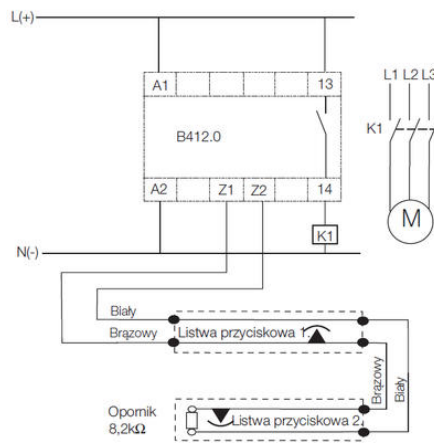 L(+)
A1
13
L1 L2 L3
K1
B412.0
M
A2
Z1
Z2
14
K1
N(-)
Biały
Brązowy
Listwa przyciskowa 1
Brązowy
Biały
Opornik
8,2kΩ
Listwa przyciskowa 2